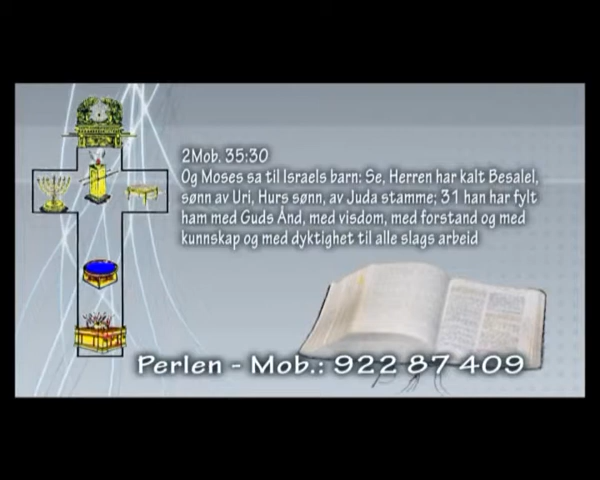 2Mob. 35:30
Og Moses sa til Israels barn: Se, Herren har kalt Besalel,
sønn av Uri, Hurs sønn, av Juda stamme; 31 han har fylt
ham med Guds Ånd, med visdom, med forstand og med
kunnskap og med dyktighet til alle slags arbeid
Perlen - Mob.: 922 87 409